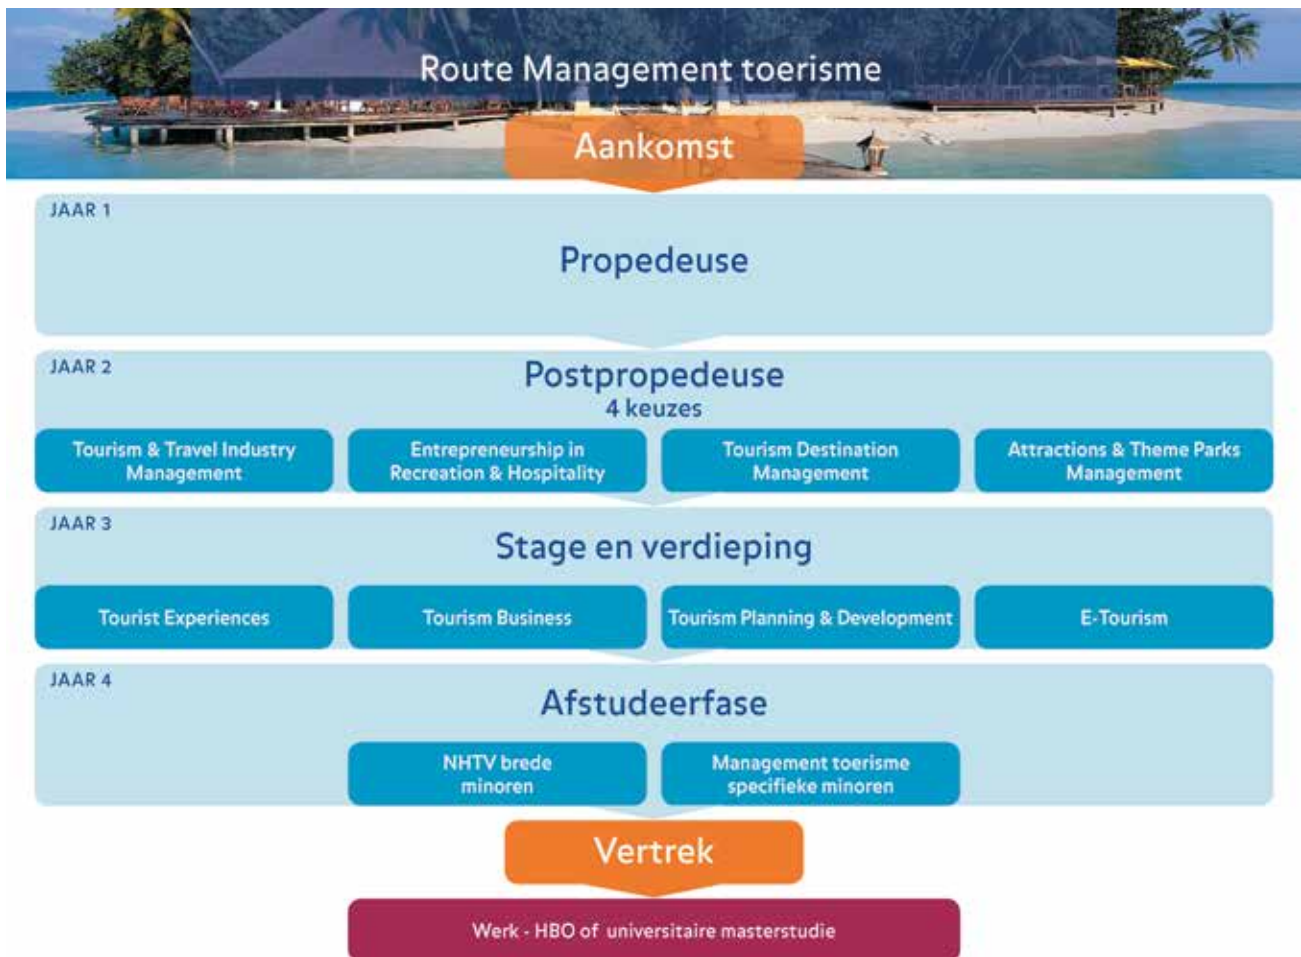 Route Management toerisme
Aankomst
JAAR 1
Propedeuse
JAAR 2
Postpropedeuse
4 keuzes
Tourism & Travel Industry
Management
Entrepreneurship in
Recreation & Hospitality
Tourism Destination
Management
Attractions & Theme Parks
Management
JAAR 3
Stage en verdieping
Tourist Experiences
Tourism Business
Tourism Planning & Development
E-Tourism
JAAR 4
Afstudeerfase
NHTV brede
minoren
Management toerisme
specifieke minoren
Vertrek
Werk - HBO of universitaire masterstudie